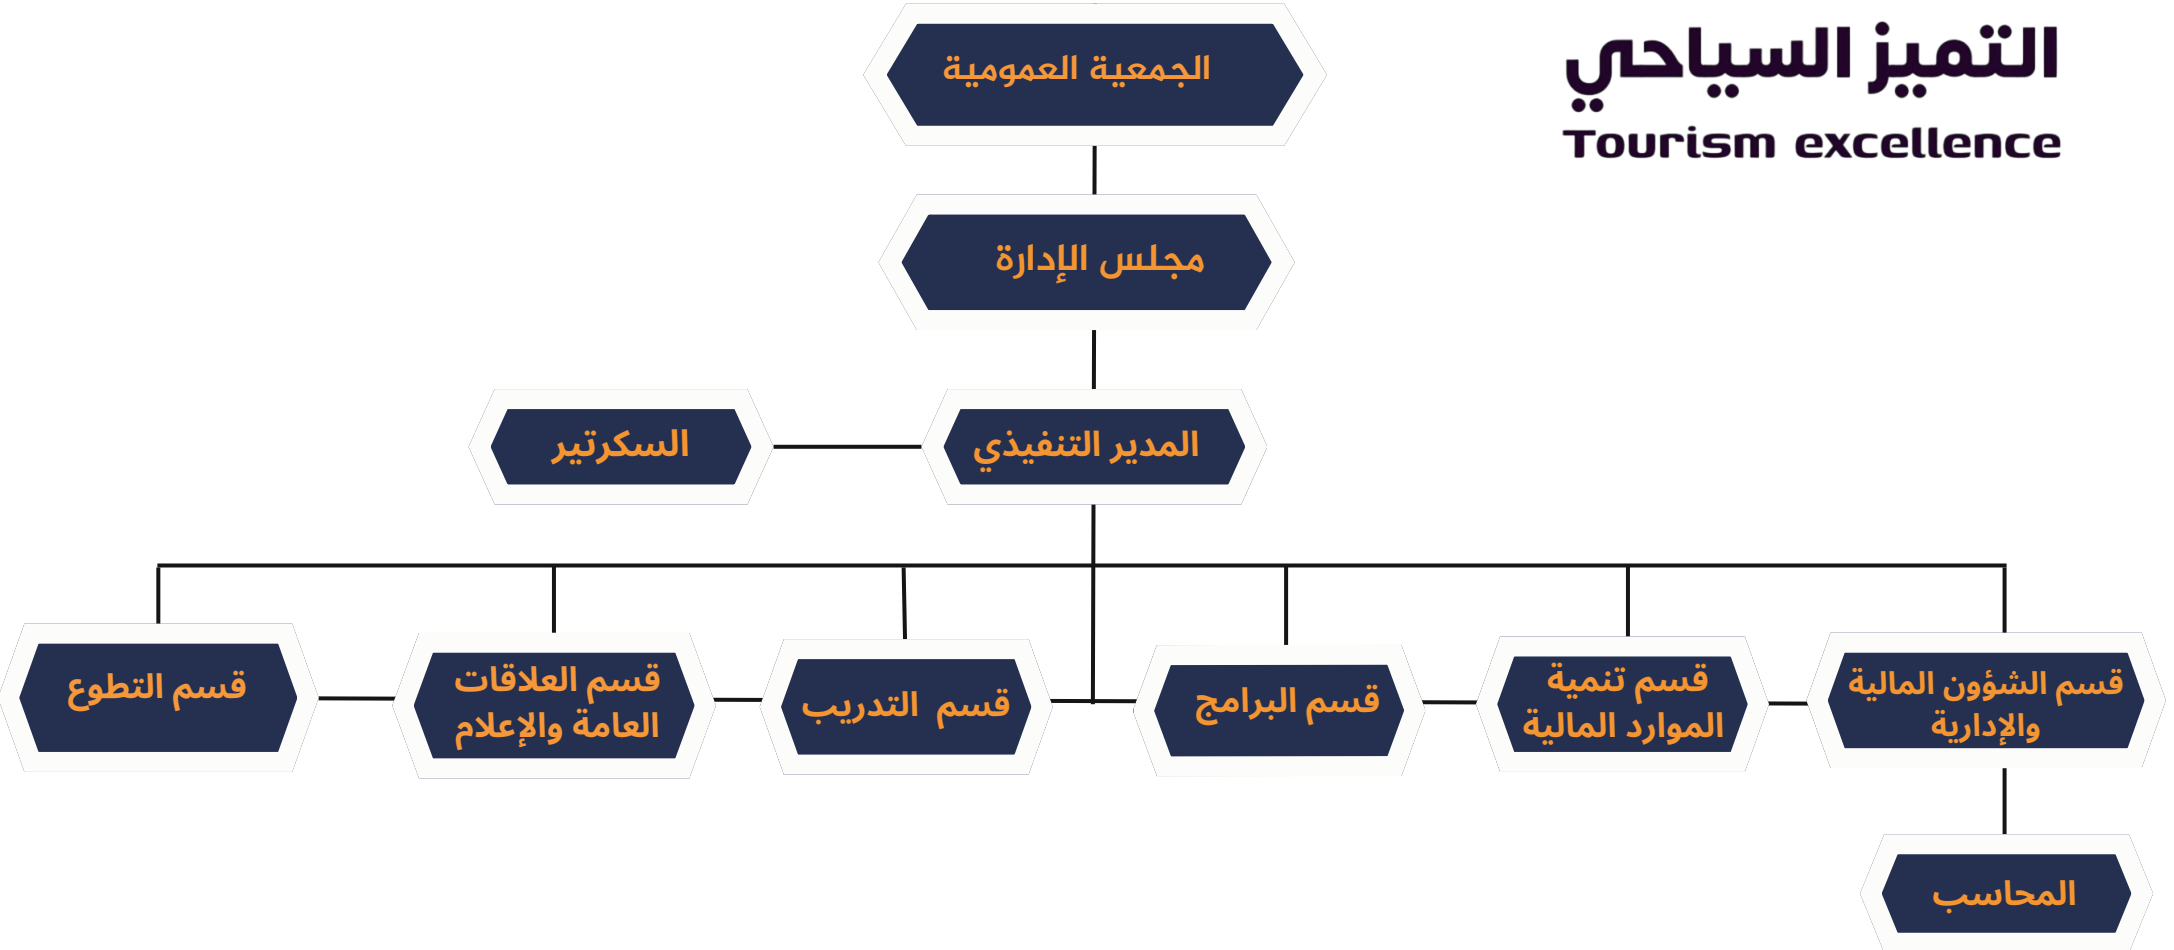 التميز السياحي
Tourism excellence
الجمعية العمومية
مجلس الإدارة
المدير التنفيذي
السكرتير
قسم الشؤون المالية
والإدارية
قسم تنمية
الموارد المالية
قسم البرامج
قسم التدريب
قسم العلاقات
العامة والإعلام
قسم التطوع
المحاسب